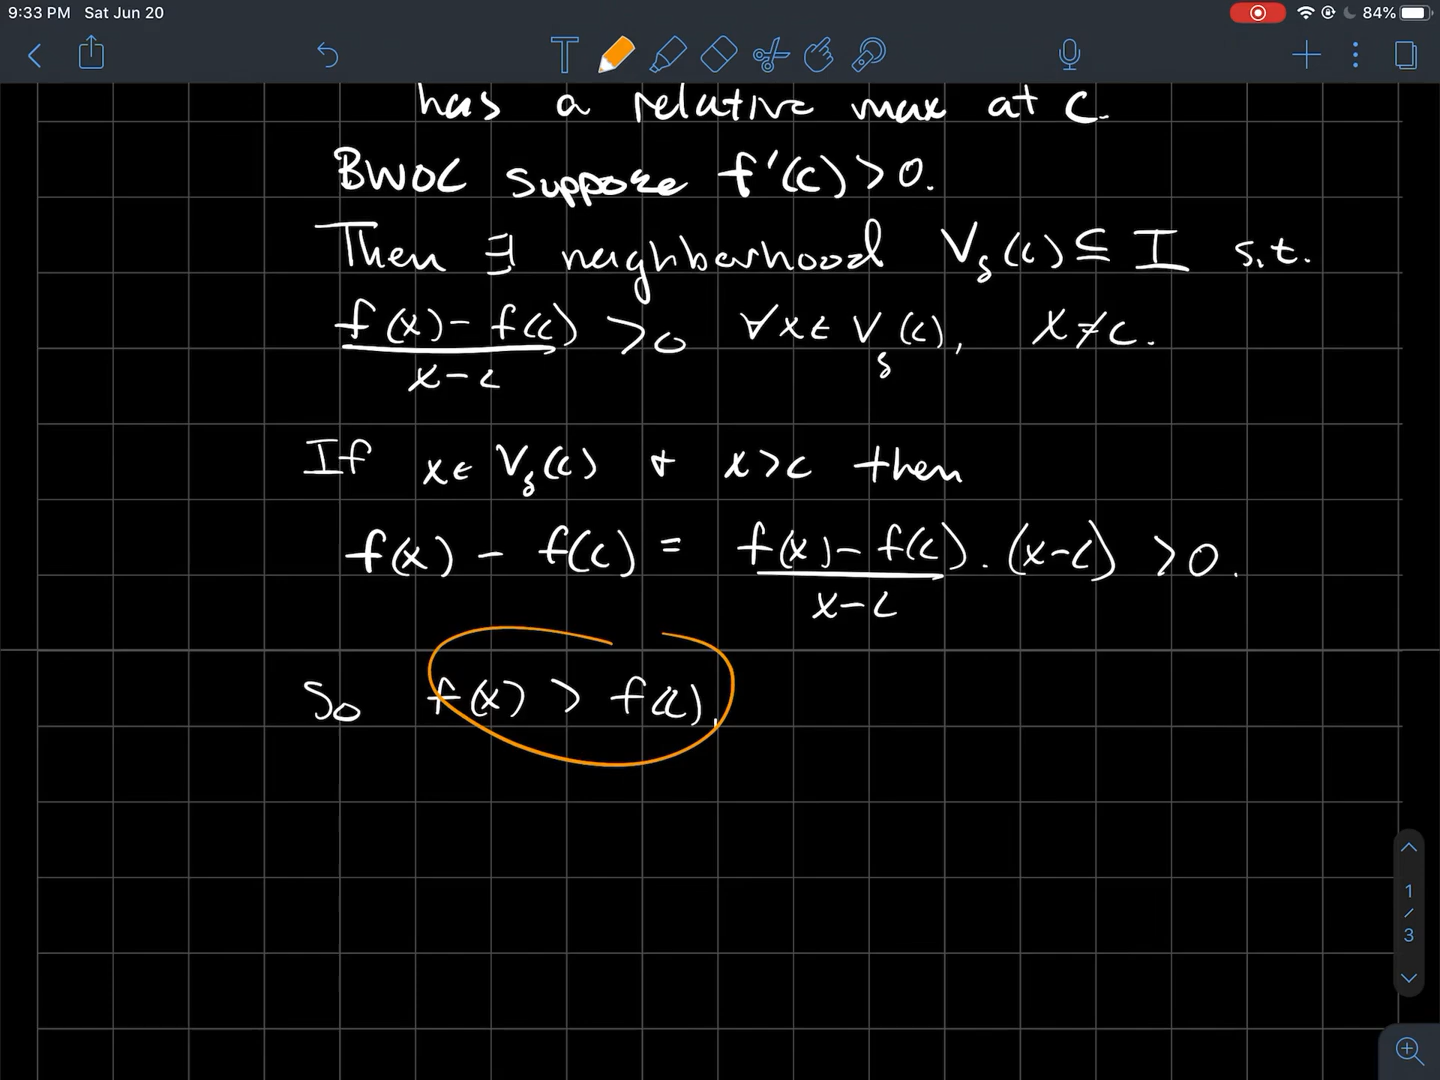 9:33 PM Sat Jun 20 84%
has a relative max at c.
BWOC suppose f'(c) > 0.
Then ∃ neighborhood V_δ(c) ⊆ I s.t.
(f(x) - f(c))/(x - c) > 0 ∀x ∈ V_δ(c), x ≠ c.
If x ∈ V_δ(c) + x > c then
f(x) - f(c) = (f(x) - f(c))/(x - c) · (x - c) > 0.
So f(x) > f(c).
1
/
3